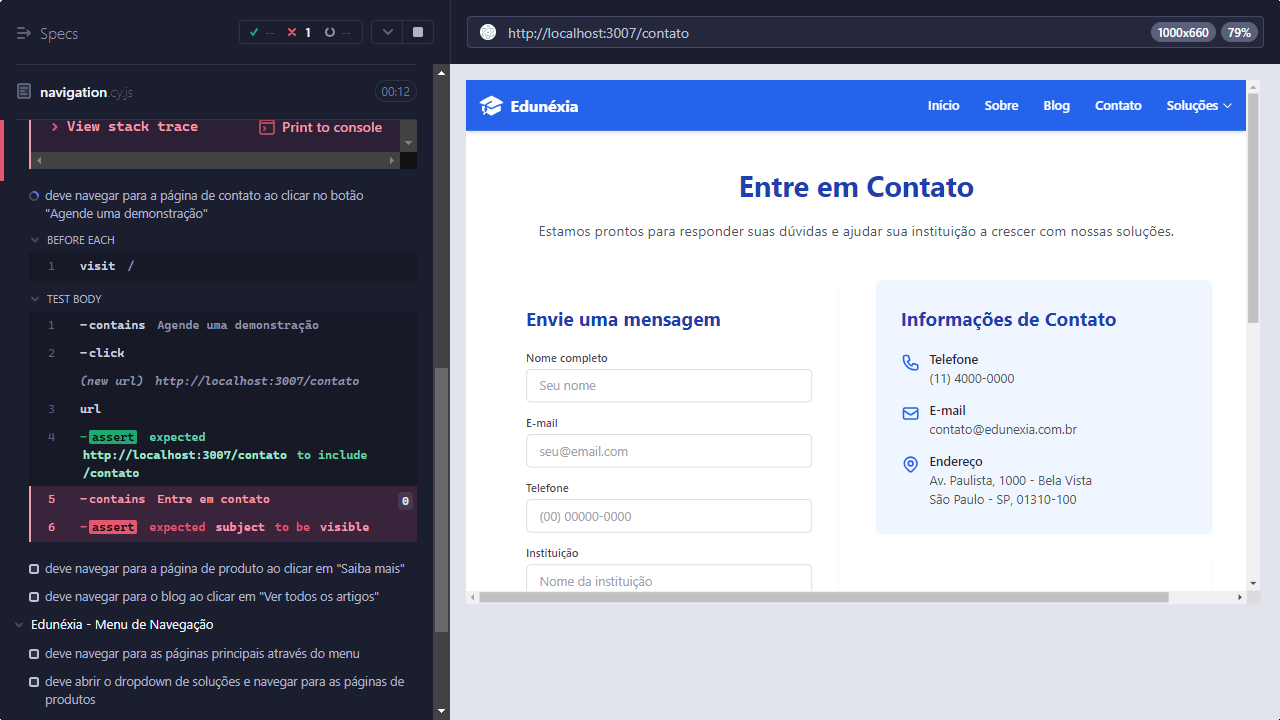 Specs
-- 1 --
navigation.cy.js
00:12
View stack trace
Print to console
deve navegar para a página de contato ao clicar no botão
"Agende uma demonstração"
BEFORE EACH
1 visit /
TEST BODY
1 -contains Agende uma demonstração
2 -click
(new url) http://localhost:3007/contato
3 url
4 -assert expected
http://localhost:3007/contato to include
/contato
5 -contains Entre em contato 0
6 -assert expected subject to be visible
deve navegar para a página de produto ao clicar em "Saiba mais"
deve navegar para o blog ao clicar em "Ver todos os artigos"
Edunéxia - Menu de Navegação
deve navegar para as páginas principais através do menu
deve abrir o dropdown de soluções e navegar para as páginas de
produtos
http://localhost:3007/contato
1000x660
79%
Edunéxia
Início Sobre Blog Contato Soluções
Entre em Contato
Estamos prontos para responder suas dúvidas e ajudar sua instituição a crescer com nossas soluções.
Envie uma mensagem
Nome completo
Seu nome
E-mail
seu@email.com
Telefone
(00) 00000-0000
Instituição
Nome da instituição
Informações de Contato
Telefone
(11) 4000-0000
E-mail
contato@edunexia.com.br
Endereço
Av. Paulista, 1000 - Bela Vista
São Paulo - SP, 01310-100